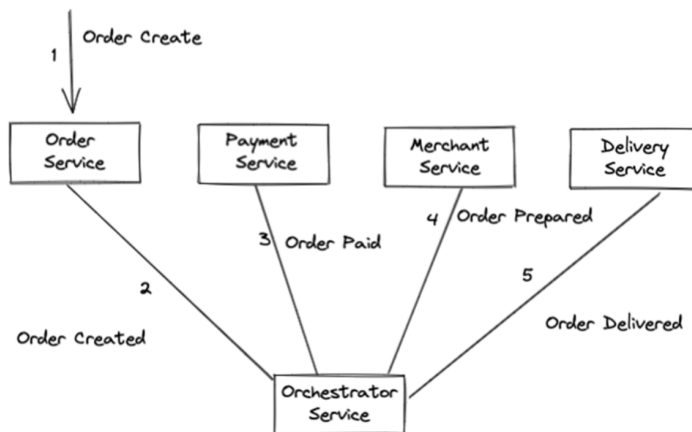 Order Create
1
Order
Service
Payment
Service
Merchant
Service
Delivery
Service
4
Order Prepared
3
Order Paid
5
2
Order Delivered
Order Created
Orchestrator
Service